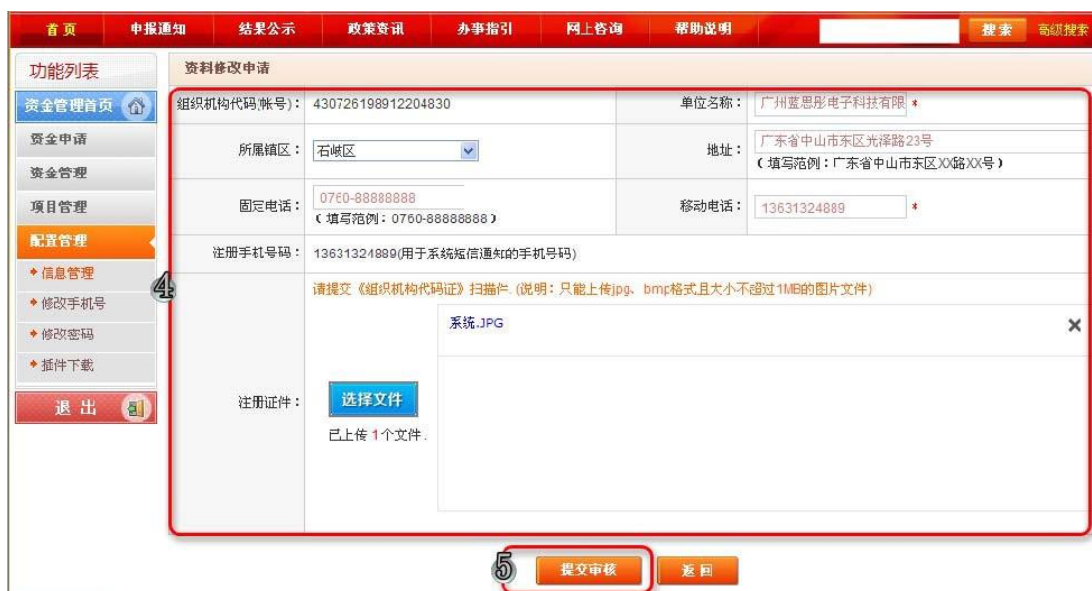 首页 申报通知 结果公示 政策资讯 办事指引 网上咨询 帮助说明 搜索 高级搜索
功能列表
资料修改申请
资金管理首页
组织机构代码(帐号)： 430726198912204830 单位名称： 广州蓝思彤电子科技有限 *
资金申请
所属镇区： 石岐区 地址： 广东省中山市东区光泽路23号
(填写范例：广东省中山市东区XX路XX号)
资金管理
项目管理
固定电话： 0760-88888888 移动电话： 13631324889 *
(填写范例：0760-88888888)
配置管理
注册手机号码： 13631324889(用于系统短信通知的手机号码)
信息管理
4
请提交《组织机构代码证》扫描件.(说明：只能上传jpg、bmp格式且大小不超过1MB的图片文件)
修改手机号
系统.JPG
修改密码
插件下载
注册证件： 选择文件
退出
已上传1个文件.
5 提交审核 返回